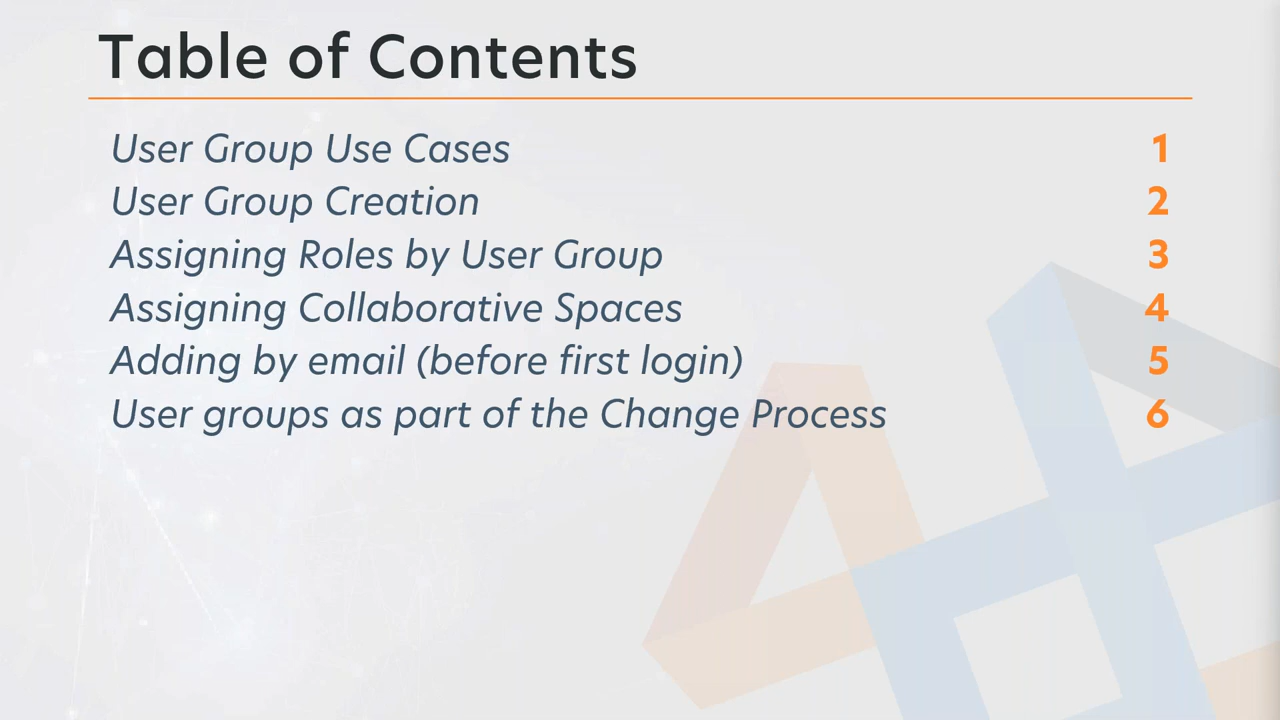 Table of Contents
User Group Use Cases 1
User Group Creation 2
Assigning Roles by User Group 3
Assigning Collaborative Spaces 4
Adding by email (before first login) 5
User groups as part of the Change Process 6